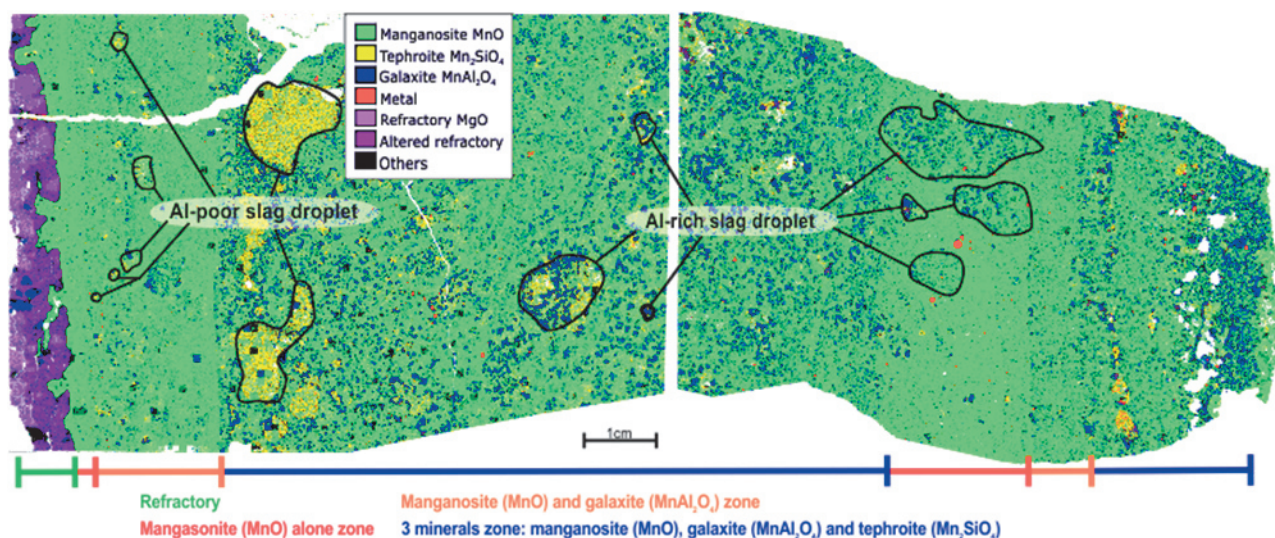 Manganosite MnO
Tephroite Mn₂SiO₄
Galaxite MnAl₂O₄
Metal
Refractory MgO
Altered refractory
Others
Al-poor slag droplet
Al-rich slag droplet
1cm
Refractory
Manganosite (MnO) and galaxite (MnAl₂O₄) zone
Mangasonite (MnO) alone zone
3 minerals zone: manganosite (MnO), galaxite (MnAl₂O₄) and tephroite (Mn₂SiO₄)